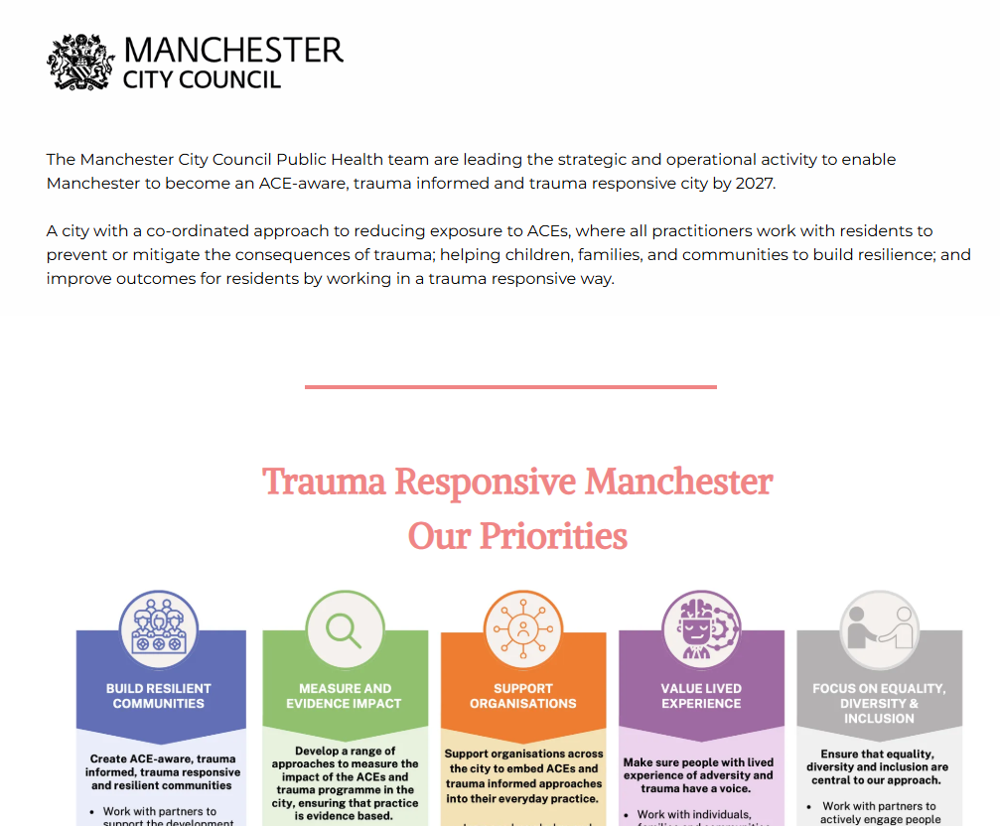 MANCHESTER
CITY COUNCIL
The Manchester City Council Public Health team are leading the strategic and operational activity to enable
Manchester to become an ACE-aware, trauma informed and trauma responsive city by 2027.
A city with a co-ordinated approach to reducing exposure to ACEs, where all practitioners work with residents to
prevent or mitigate the consequences of trauma; helping children, families, and communities to build resilience; and
improve outcomes for residents by working in a trauma responsive way.
Trauma Responsive Manchester
Our Priorities
BUILD RESILIENT
COMMUNITIES
Create ACE-aware, trauma
informed, trauma responsive
and resilient communities
• Work with partners to
support the development
MEASURE AND
EVIDENCE IMPACT
Develop a range of
approaches to measure the
impact of the ACEs and
trauma programme in the
city, ensuring that practice
is evidence based.
SUPPORT
ORGANISATIONS
Support organisations across
the city to embed ACEs and
trauma informed approaches
into their everyday practice.
VALUE LIVED
EXPERIENCE
Make sure people with lived
experience of adversity and
trauma have a voice.
• Work with individuals,
FOCUS ON EQUALITY,
DIVERSITY &
INCLUSION
Ensure that equality,
diversity and inclusion are
central to our approach.
• Work with partners to
actively engage people